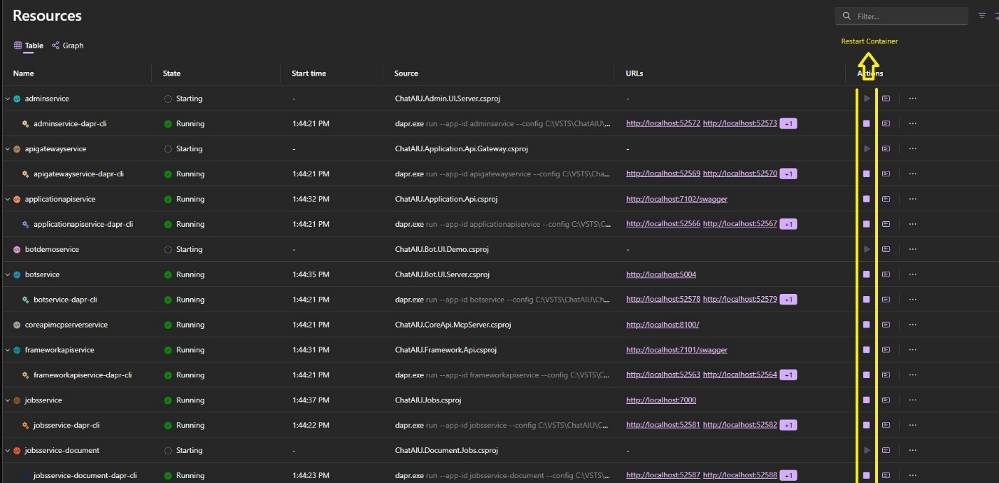 Resources
Filter...
Table Graph
Restart Container
Name State Start time Source URLs Actions
adminservice Starting - ChatAIU.Admin.UI.Server.csproj -
adminservice-dapr-cli Running 1:44:21 PM dapr.exe run --app-id adminservice --config C:\VSTS\ChatAIU\... http://localhost:52572 http://localhost:52573 +1
apigatewayservice Starting - ChatAIU.Application.Api.Gateway.csproj -
apigatewayservice-dapr-cli Running 1:44:21 PM dapr.exe run --app-id apigatewayservice --config C:\VSTS\Cha... http://localhost:52569 http://localhost:52570 +1
applicationapiservice Running 1:44:32 PM ChatAIU.Application.Api.csproj http://localhost:7102/swagger
applicationapiservice-dapr-cli Running 1:44:21 PM dapr.exe run --app-id applicationapiservice --config C:\VSTS\C... http://localhost:52566 http://localhost:52567 +1
botdemoservice Starting - ChatAIU.Bot.UI.Demo.csproj -
botservice Running 1:44:35 PM ChatAIU.Bot.UI.Server.csproj http://localhost:5004
botservice-dapr-cli Running 1:44:21 PM dapr.exe run --app-id botservice --config C:\VSTS\ChatAIU\Ch... http://localhost:52578 http://localhost:52579 +1
coreapimcpserverservice Running 1:44:21 PM ChatAIU.CoreApi.McpServer.csproj http://localhost:8100/
frameworkapiservice Running 1:44:31 PM ChatAIU.Framework.Api.csproj http://localhost:7101/swagger
frameworkapiservice-dapr-cli Running 1:44:21 PM dapr.exe run --app-id frameworkapiservice --config C:\VSTS\C... http://localhost:52563 http://localhost:52564 +1
jobsservice Running 1:44:37 PM ChatAIU.Jobs.csproj http://localhost:7000
jobsservice-dapr-cli Running 1:44:22 PM dapr.exe run --app-id jobsservice --config C:\VSTS\ChatAIU\C... http://localhost:52581 http://localhost:52582 +1
jobsservice-document Starting - ChatAIU.Document.Jobs.csproj -
jobsservice-document-dapr-cli Running 1:44:23 PM dapr.exe run --app-id jobsservice-document --config C:\VSTS\... http://localhost:52587 http://localhost:52588 +1